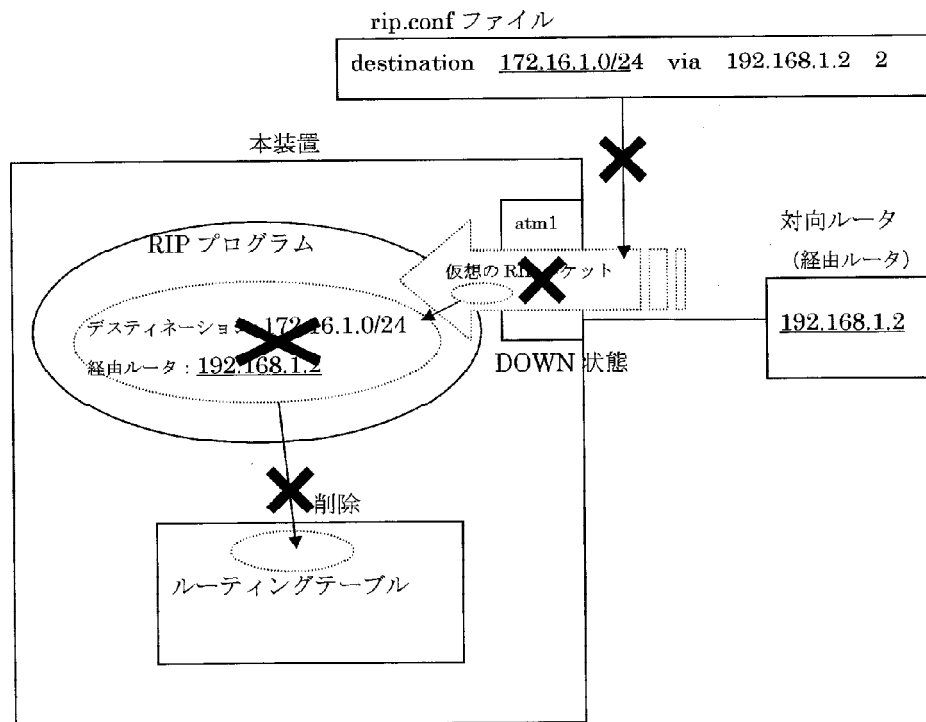 rip.conf ファイル
destination 172.16.1.0/24 via 192.168.1.2 2
本装置
atm1
対向ルータ
(経由ルータ)
RIP プログラム
仮想の RI ケット
デスティネーショ 172.16.1.0/24
192.168.1.2
経由ルータ:192.168.1.2
DOWN 状態
削除
ルーティングテーブル